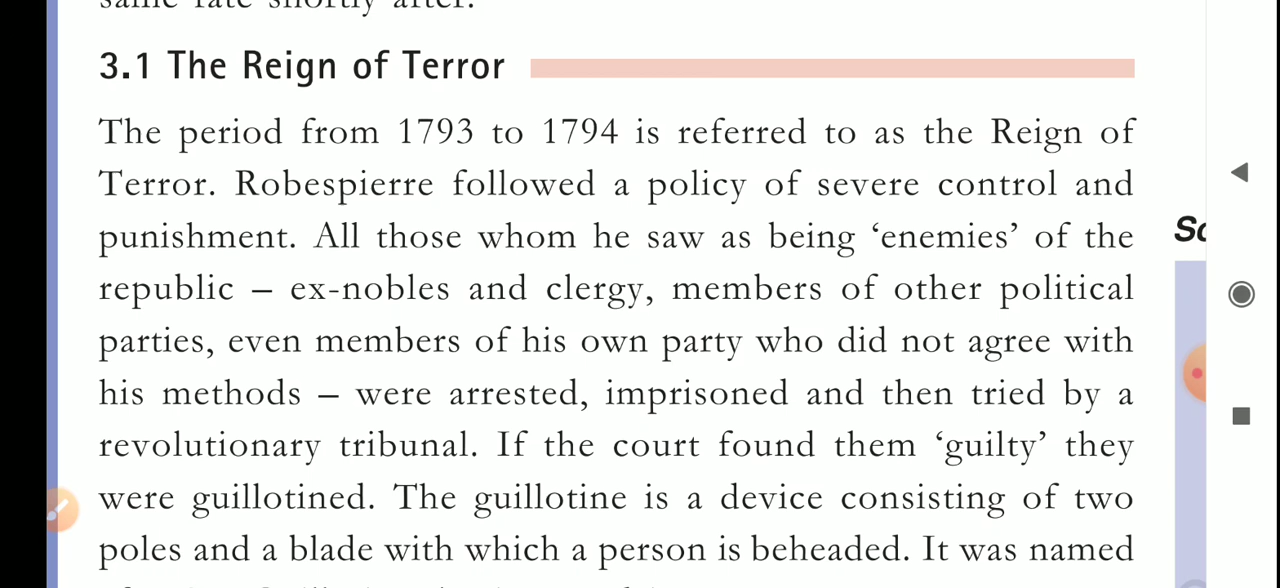 same rate shortly after.
3.1 The Reign of Terror
The period from 1793 to 1794 is referred to as the Reign of
Terror. Robespierre followed a policy of severe control and
punishment. All those whom he saw as being ‘enemies’ of the
republic – ex-nobles and clergy, members of other political
parties, even members of his own party who did not agree with
his methods – were arrested, imprisoned and then tried by a
revolutionary tribunal. If the court found them ‘guilty’ they
were guillotined. The guillotine is a device consisting of two
poles and a blade with which a person is beheaded. It was named